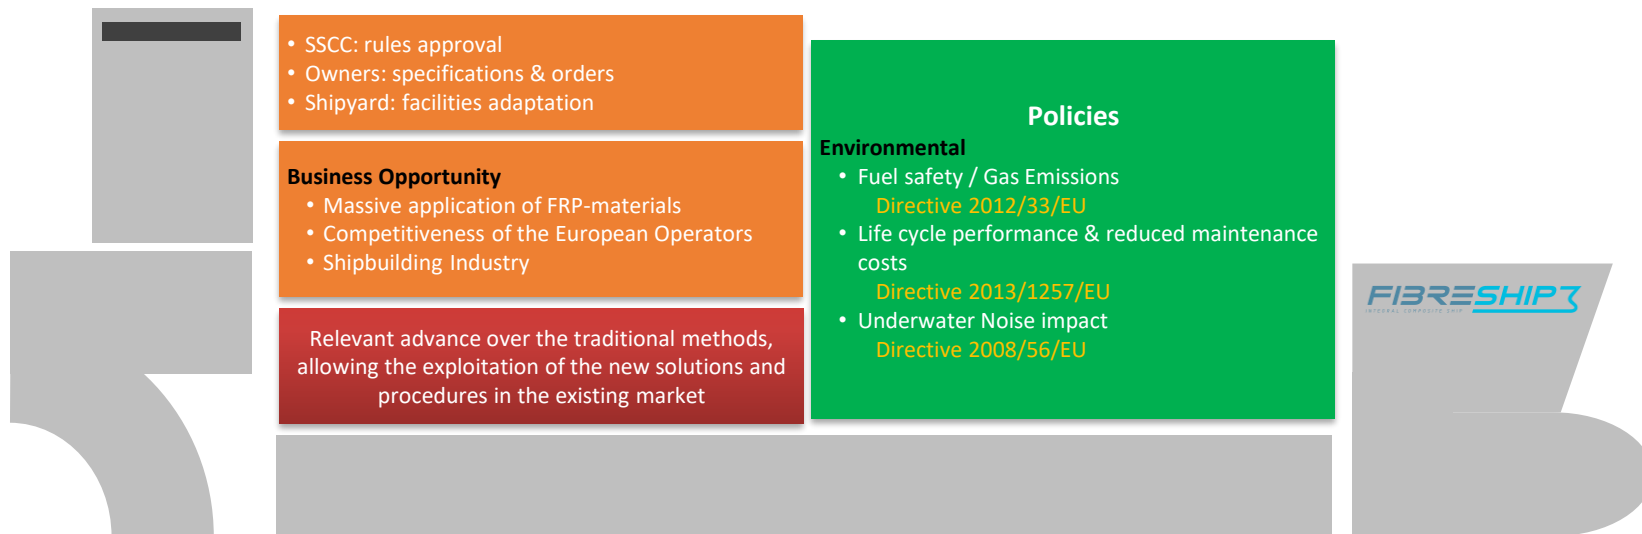 • SSCC: rules approval
• Owners: specifications & orders
• Shipyard: facilities adaptation
Business Opportunity
• Massive application of FRP-materials
• Competitiveness of the European Operators
• Shipbuilding Industry
Relevant advance over the traditional methods,
allowing the exploitation of the new solutions and
procedures in the existing market
Policies
Environmental
• Fuel safety / Gas Emissions
Directive 2012/33/EU
• Life cycle performance & reduced maintenance
costs
Directive 2013/1257/EU
• Underwater Noise impact
Directive 2008/56/EU
FIBRESHIP
INTEGRAL COMPOSITE SHIP